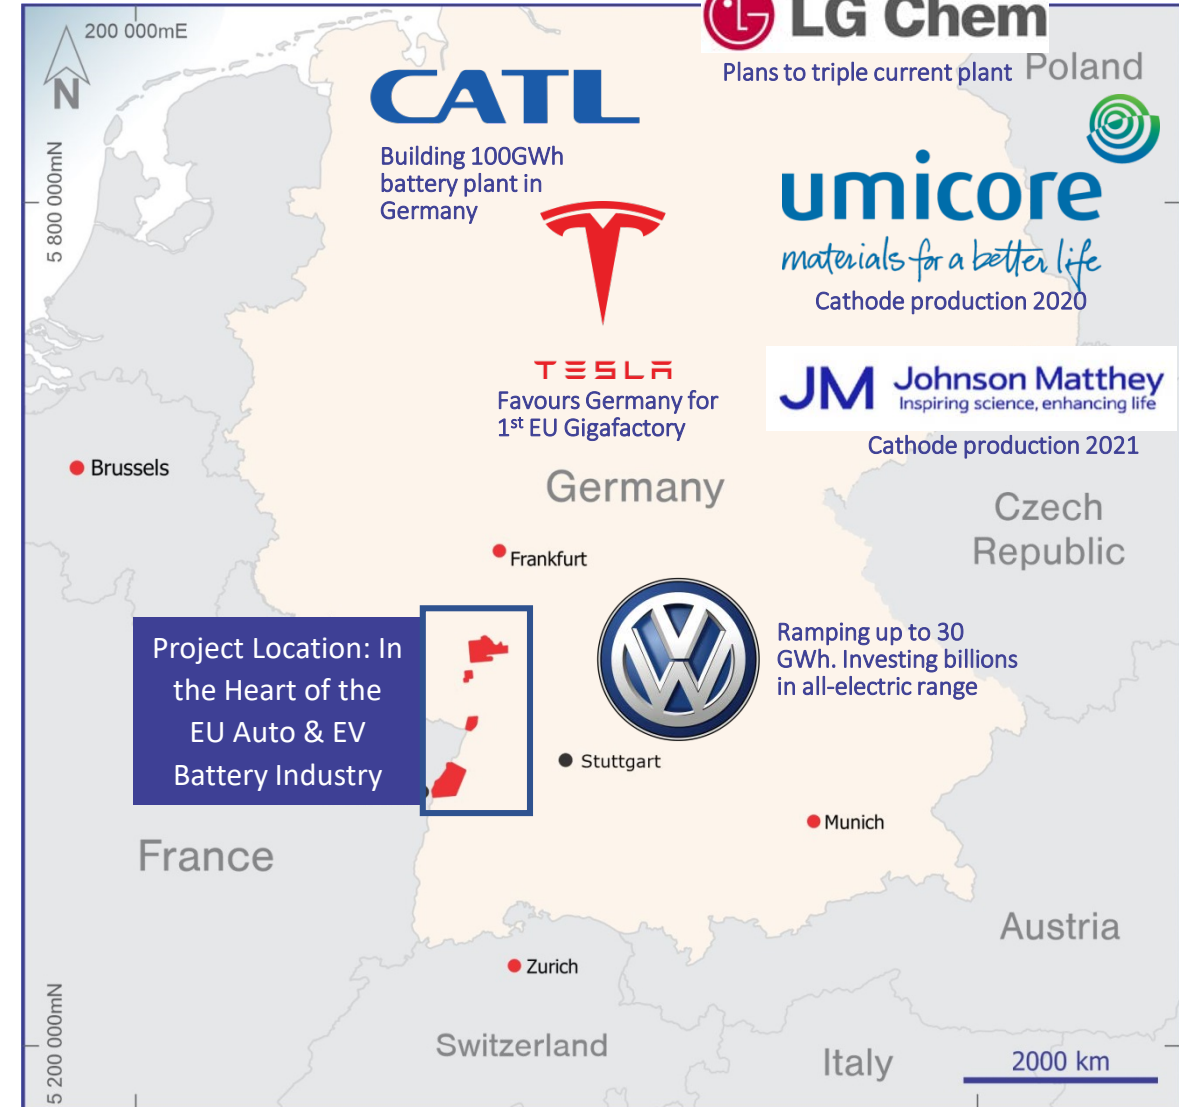 200 000mE
N
5 800 000mN
5 200 000mN
LG
LG Chem
Plans to triple current plant
Poland
CATL
Building 100GWh
battery plant in
Germany
umicore
materials for a better life
Cathode production 2020
TESLA
Favours Germany for
1st EU Gigafactory
JM Johnson Matthey
Inspiring science, enhancing life
Cathode production 2021
Brussels
Germany
Czech
Republic
Frankfurt
Project Location: In
the Heart of the
EU Auto & EV
Battery Industry
VW
Ramping up to 30
GWh. Investing billions
in all-electric range
Stuttgart
Munich
France
Austria
Zurich
Switzerland
Italy
2000 km